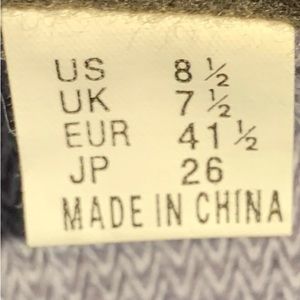 US 8 ½
UK 7 ½
EUR 41 ½
JP 26
MADE IN CHINA